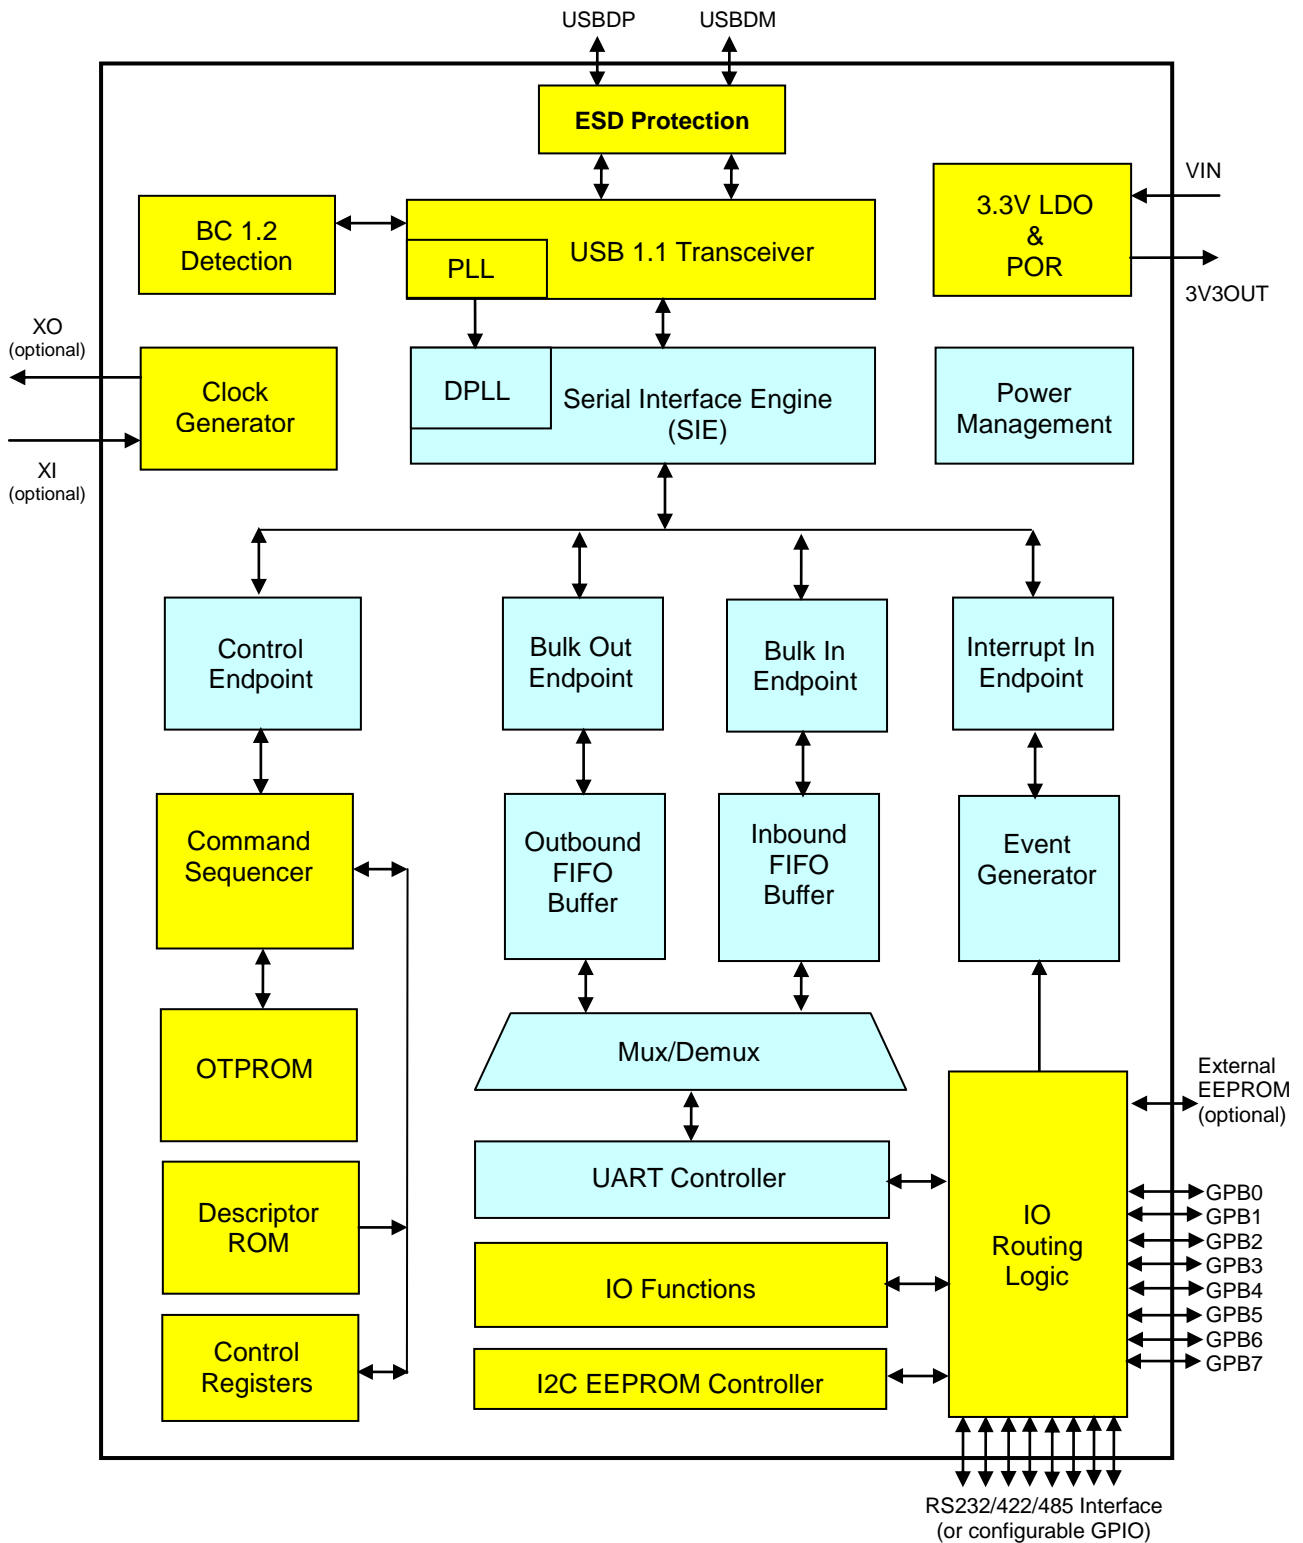 USBDP
USBDM
ESD Protection
VIN
3.3V LDO
&
POR
3V3OUT
BC 1.2
Detection
USB 1.1 Transceiver
PLL
XO
(optional)
Clock
Generator
XI
(optional)
DPLL
Serial Interface Engine
(SIE)
Power
Management
Control
Endpoint
Bulk Out
Endpoint
Bulk In
Endpoint
Interrupt In
Endpoint
Command
Sequencer
Outbound
FIFO
Buffer
Inbound
FIFO
Buffer
Event
Generator
OTPROM
Mux/Demux
External
EEPROM
(optional)
UART Controller
Descriptor
ROM
IO
Routing
Logic
GPB0
GPB1
GPB2
GPB3
GPB4
GPB5
GPB6
GPB7
IO Functions
Control
Registers
I2C EEPROM Controller
RS232/422/485 Interface
(or configurable GPIO)